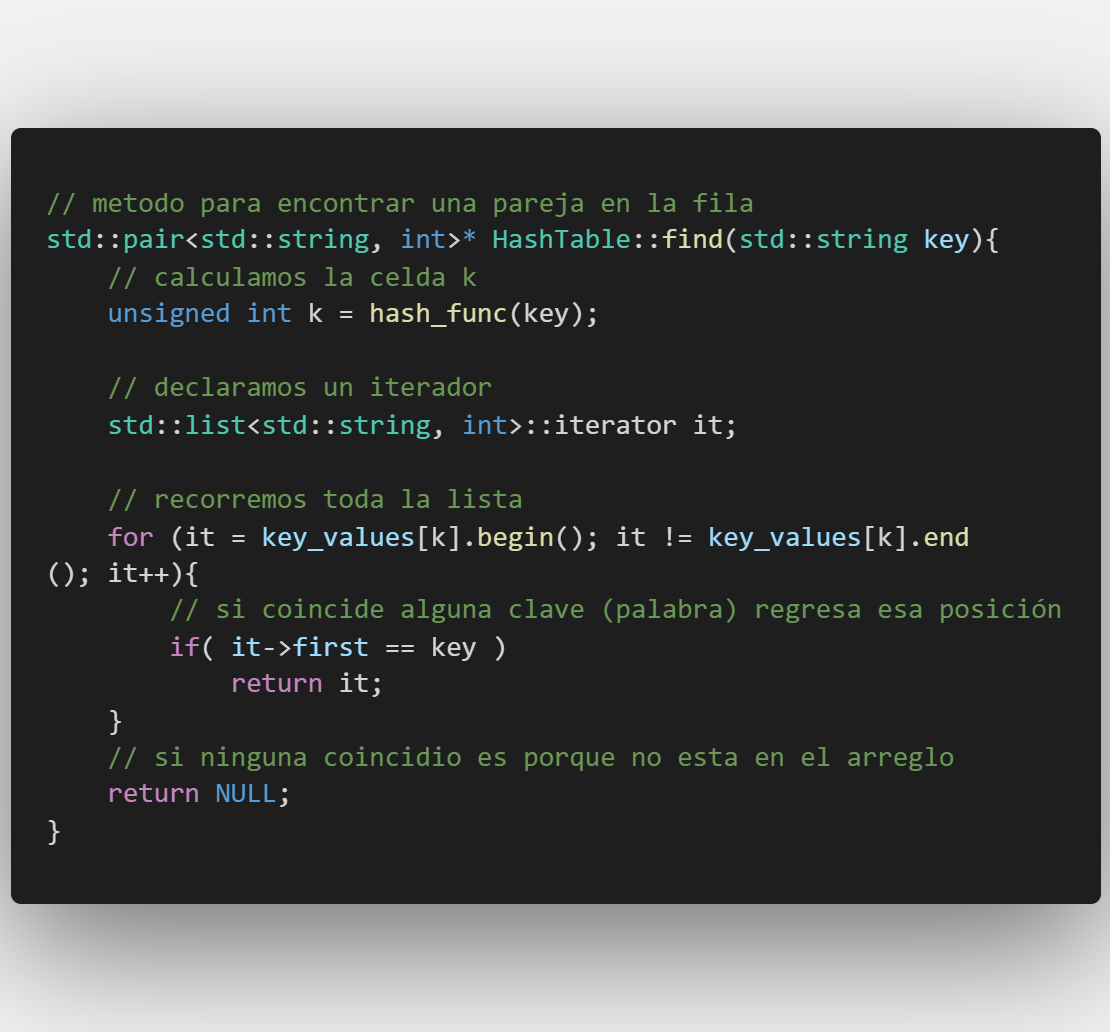 // metodo para encontrar una pareja en la fila
std::pair<std::string, int>* HashTable::find(std::string key){
    // calculamos la celda k
    unsigned int k = hash_func(key);

    // declaramos un iterador
    std::list<std::string, int>::iterator it;

    // recorremos toda la lista
    for (it = key_values[k].begin(); it != key_values[k].end
(); it++){
        // si coincide alguna clave (palabra) regresa esa posición
        if( it->first == key )
            return it;
    }
    // si ninguna coincidio es porque no esta en el arreglo
    return NULL;
}